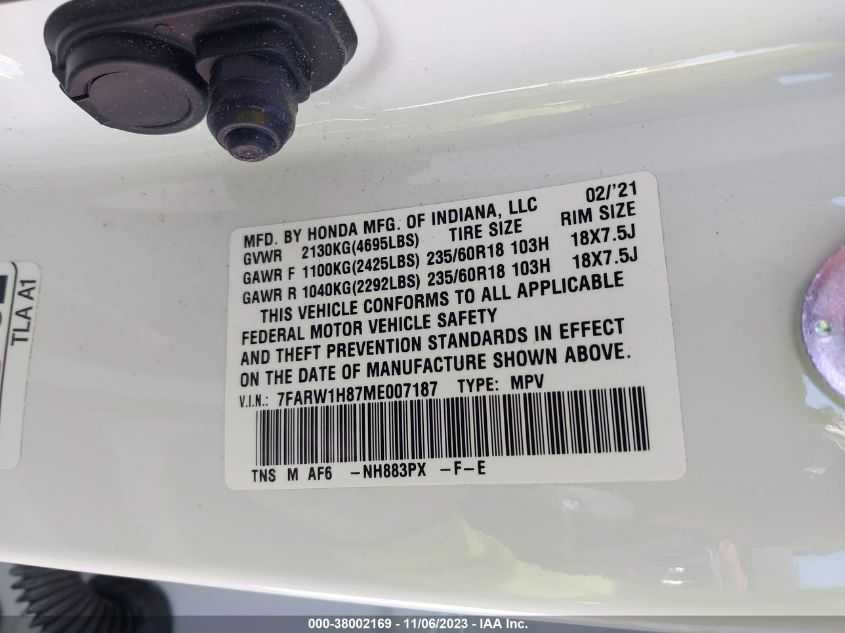 MFD. BY HONDA MFG. OF INDIANA, LLC 02/'21
GVWR 2130KG(4695LBS) TIRE SIZE RIM SIZE
GAWR F 1100KG(2425LBS) 235/60R18 103H 18X7.5J
GAWR R 1040KG(2292LBS) 235/60R18 103H 18X7.5J
THIS VEHICLE CONFORMS TO ALL APPLICABLE
FEDERAL MOTOR VEHICLE SAFETY
AND THEFT PREVENTION STANDARDS IN EFFECT
ON THE DATE OF MANUFACTURE SHOWN ABOVE.
V.I.N.: 7FARW1H87ME007187 TYPE: MPV
TNS M AF6 -NH883PX -F-E
TLA A1
000-38002169 - 11/06/2023 - IAA Inc.